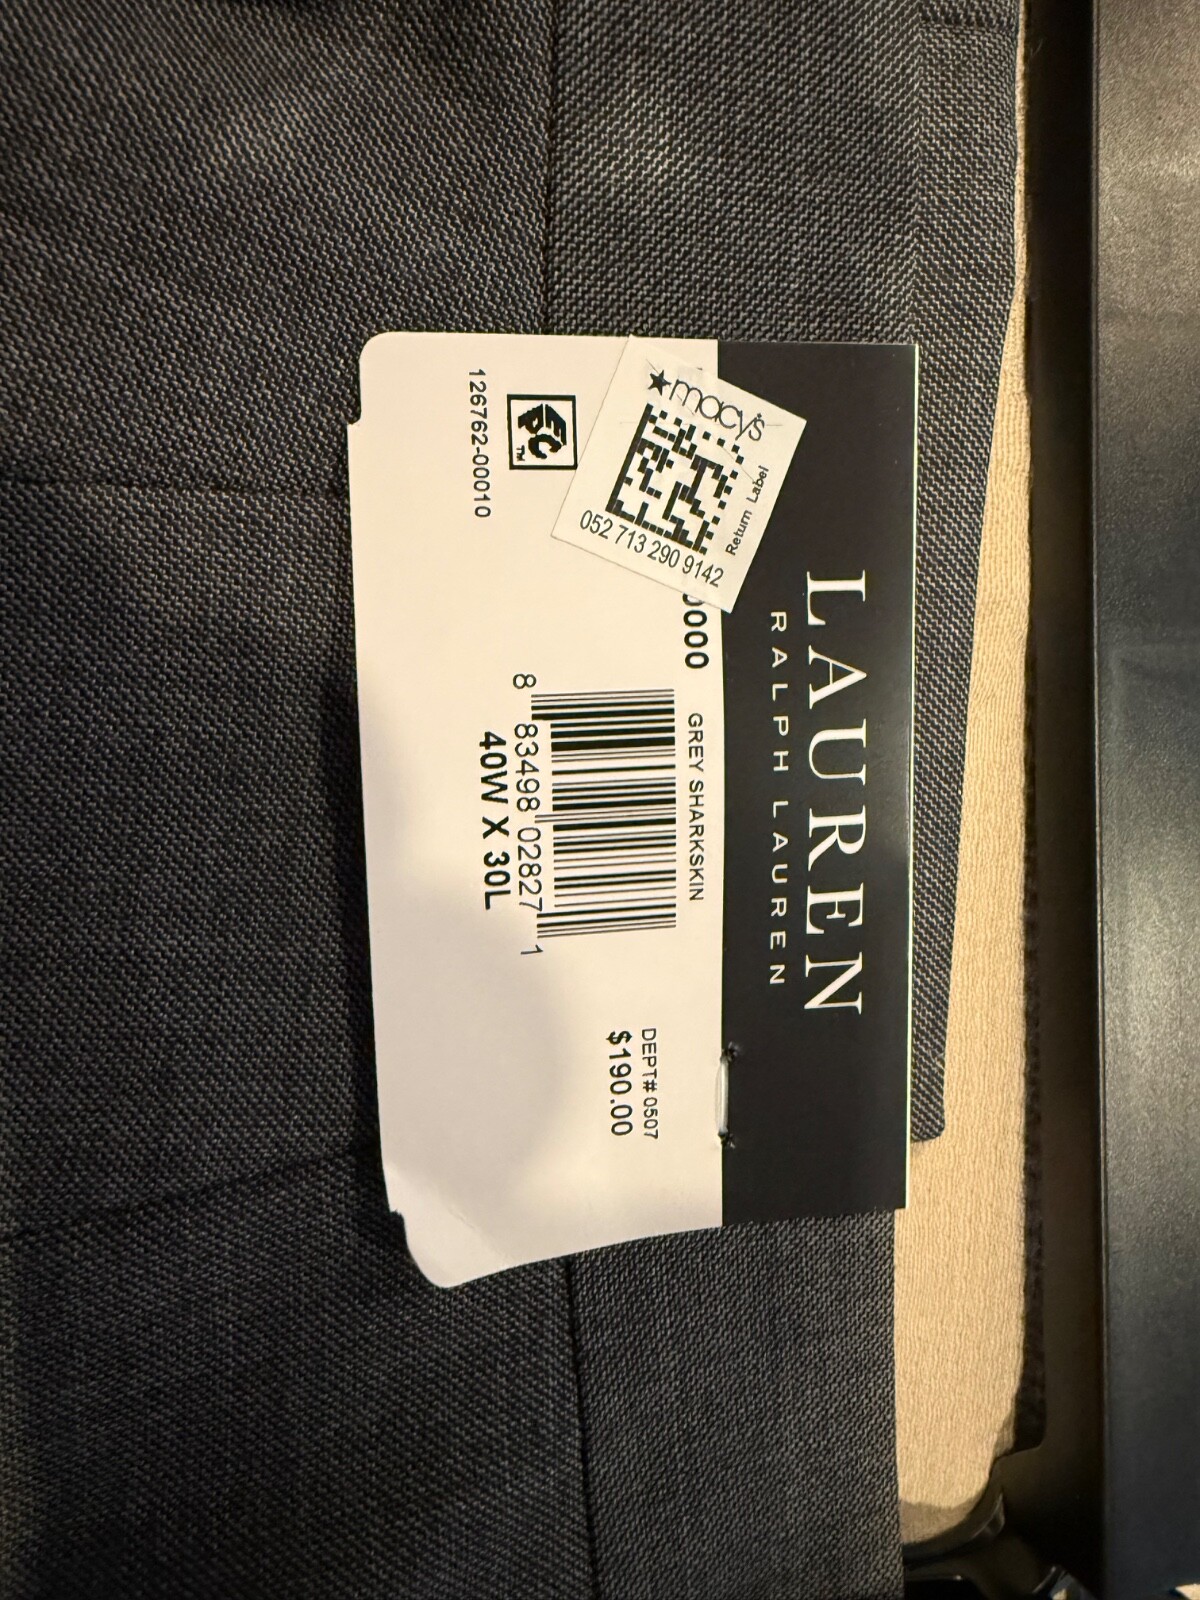 LAUREN
RALPH LAUREN
★macy's
Return Label
052 713 290 9142
0000
GREY SHARKSKIN
8 83498 02827 1
40W X 30L
DEPT# 0507
$190.00
EPC™
126762-00010